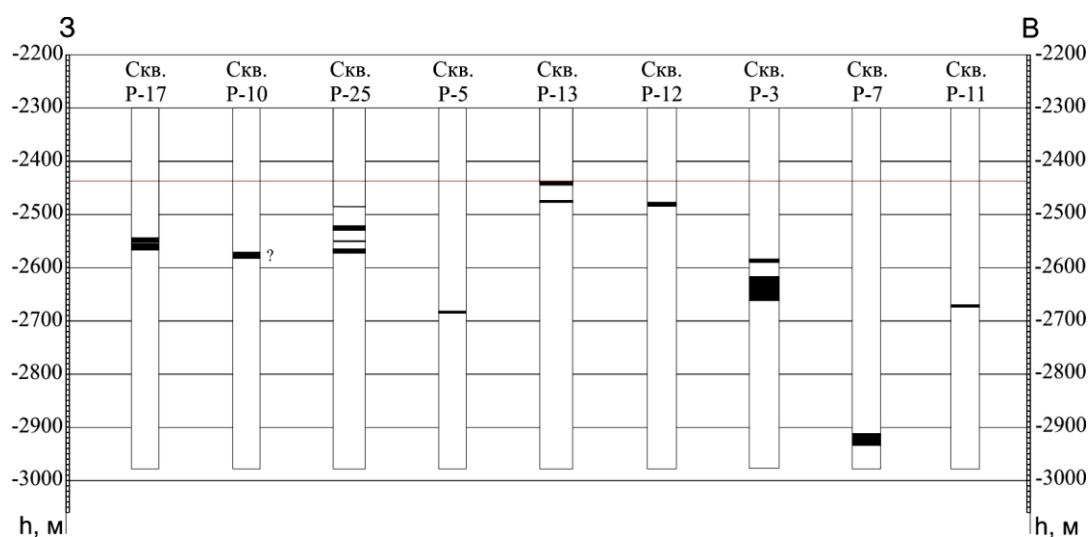 З В
-2200 -2200
Скв. Скв. Скв. Скв. Скв. Скв. Скв. Скв. Скв.
Р-17 Р-10 Р-25 Р-5 Р-13 Р-12 Р-3 Р-7 Р-11
-2300 -2300
-2400 -2400
-2500 -2500
?
-2600 -2600
-2700 -2700
-2800 -2800
-2900 -2900
-3000 -3000
h, м h, м